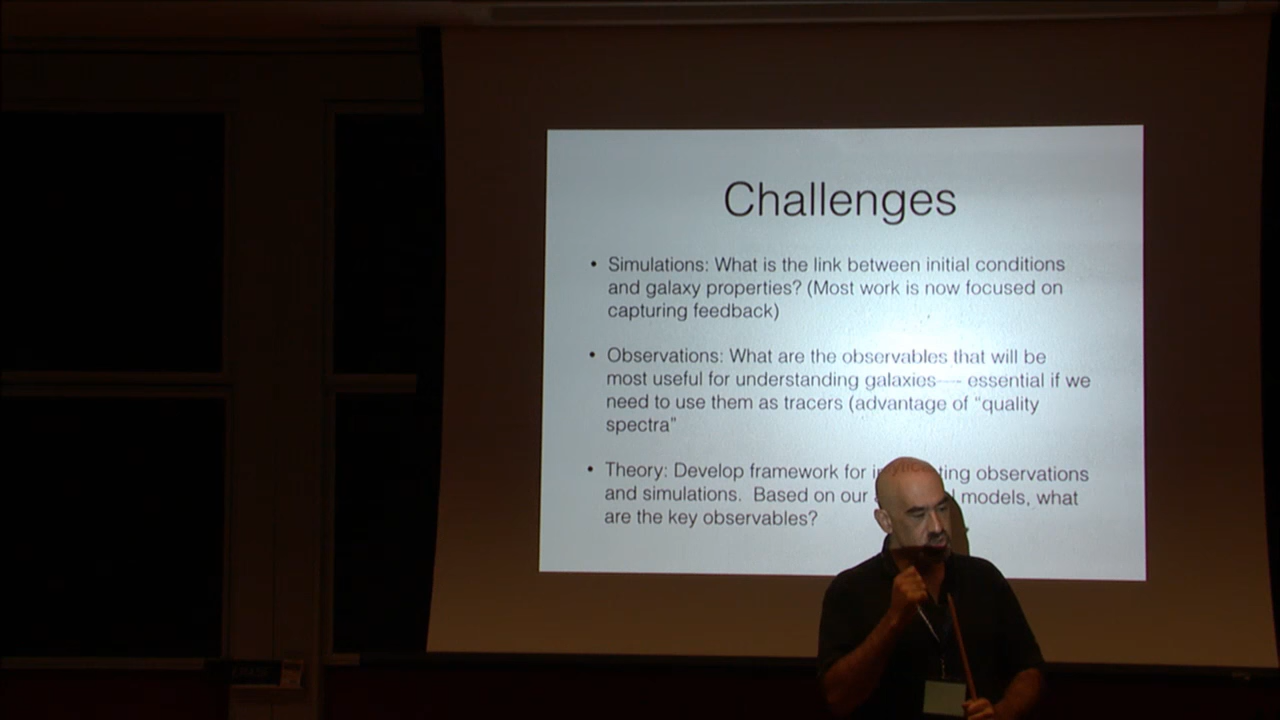 Challenges
• Simulations: What is the link between initial conditions
and galaxy properties? (Most work is now focused on
capturing feedback)
• Observations: What are the observables that will be
most useful for understanding galaxies--- essential if we
need to use them as tracers (advantage of “quality
spectra”
• Theory: Develop framework for observations
and simulations. Based on our models, what
are the key observables?